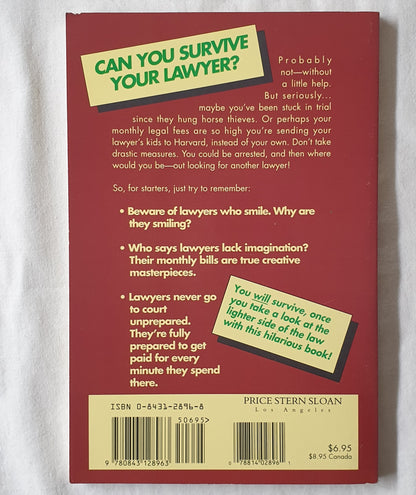 CAN YOU SURVIVE
YOUR LAWYER?
Probably
not—without
a little help.
But seriously...
maybe you've been stuck in trial
since they hung horse thieves. Or perhaps your
monthly legal fees are so high you're sending your
lawyer's kids to Harvard, instead of your own. Don't take
drastic measures. You could be arrested, and then where
would you be—out looking for another lawyer!
So, for starters, just try to remember:
• Beware of lawyers who smile. Why are
they smiling?
• Who says lawyers lack imagination?
Their monthly bills are true creative
masterpieces.
• Lawyers never go
to court
unprepared.
They're fully
prepared to get
paid for every
minute they spend
there.
You will survive, once
you take a look at the
lighter side of the law
with this hilarious book!
ISBN 0-8431-2896-8
50695>
9 780843 128963
PRICE STERN SLOAN
Los Angeles
0 78814 02896 1
$6.95
$8.95 Canada